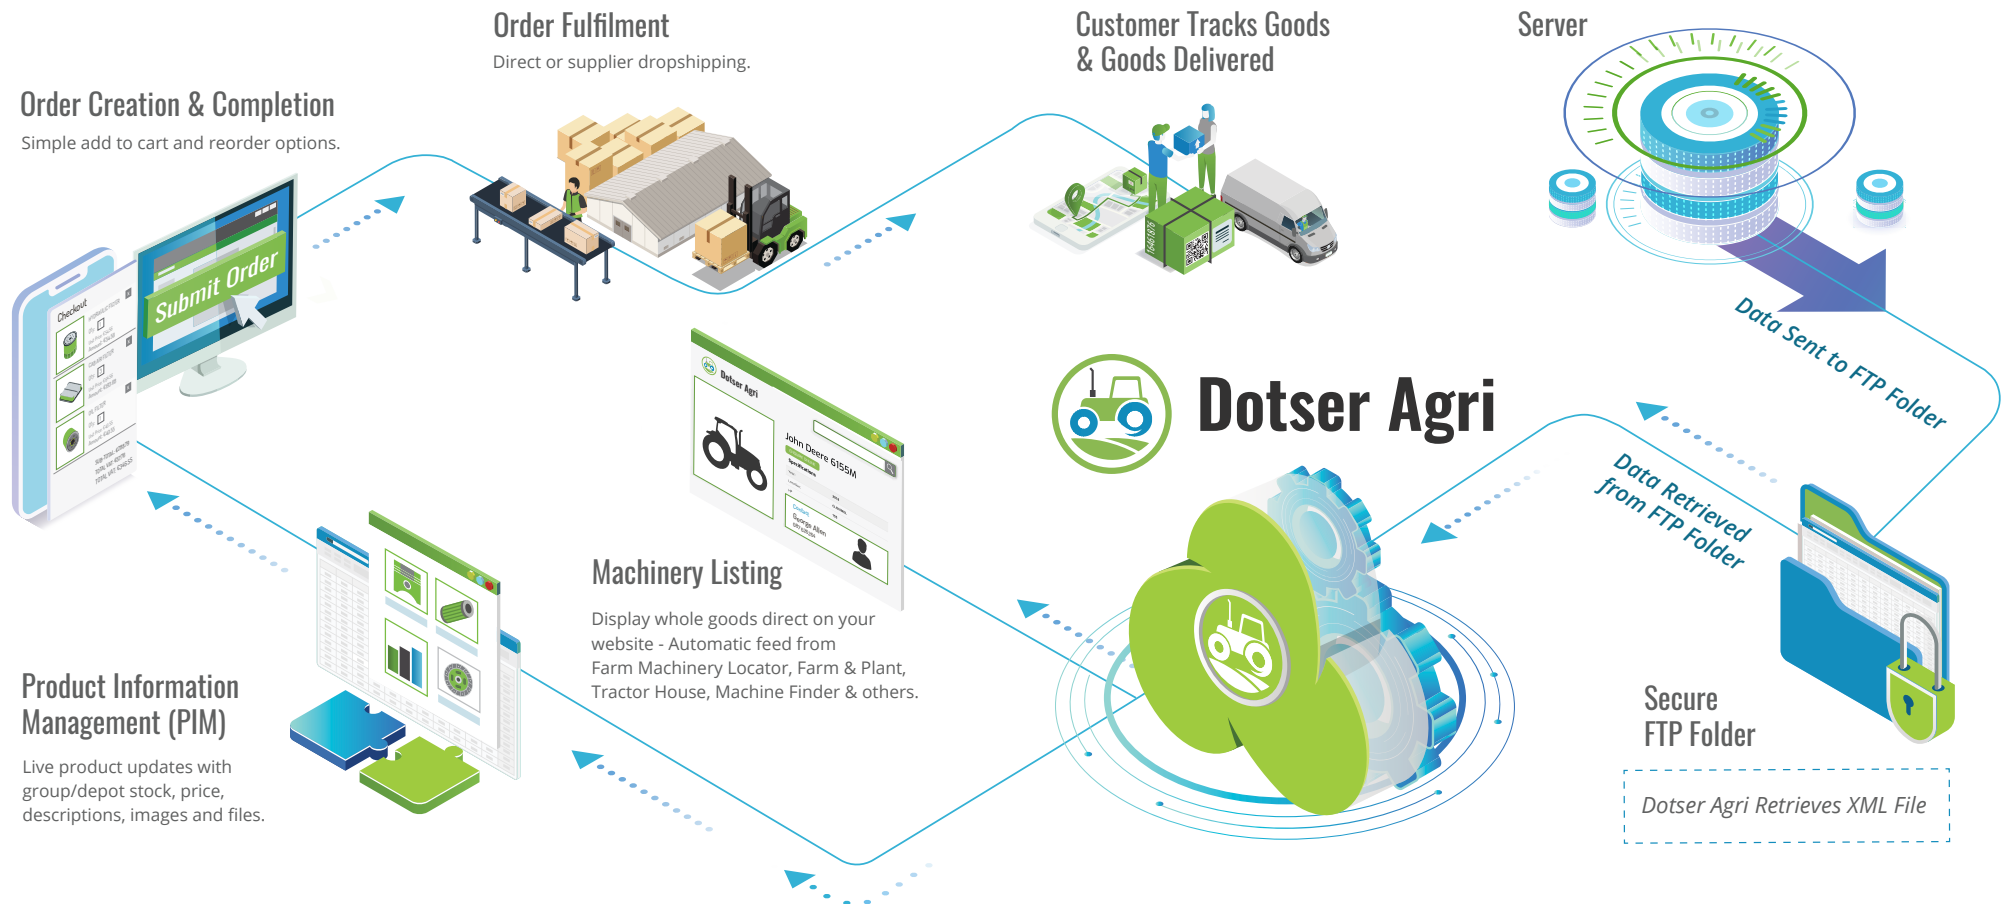 Order Fulfilment
Direct or supplier dropshipping.
Customer Tracks Goods
& Goods Delivered
Server
Order Creation & Completion
Simple add to cart and reorder options.
Submit Order
Checkout
Data Sent to FTP Folder
Dotser Agri
Dotser Agri
John Deere 6155M
Specifications
Contact
George Allen
Data Retrieved
from FTP Folder
Machinery Listing
Display whole goods direct on your
website - Automatic feed from
Farm Machinery Locator, Farm & Plant,
Tractor House, Machine Finder & others.
Product Information
Management (PIM)
Live product updates with
group/depot stock, price,
descriptions, images and files.
Secure
FTP Folder
Dotser Agri Retrieves XML File